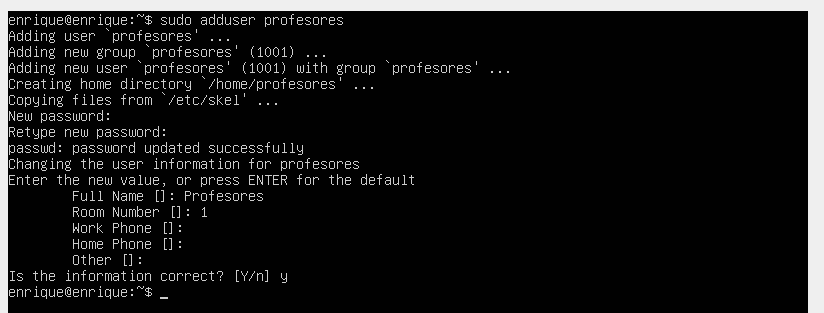 enrique@enrique:~$ sudo adduser profesores
Adding user `profesores' ...
Adding new group `profesores' (1001) ...
Adding new user `profesores' (1001) with group `profesores' ...
Creating home directory `/home/profesores' ...
Copying files from `/etc/skel' ...
New password:
Retype new password:
passwd: password updated successfully
Changing the user information for profesores
Enter the new value, or press ENTER for the default
        Full Name []: Profesores
        Room Number []: 1
        Work Phone []:
        Home Phone []:
        Other []:
Is the information correct? [Y/n] y
enrique@enrique:~$ _